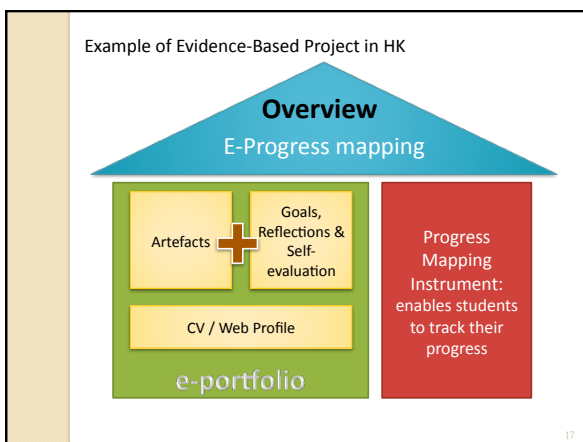 Example of Evidence-Based Project in HK
Overview
E-Progress mapping
Artefacts
Goals,
Reflections &
Self-
evaluation
CV / Web Profile
e-portfolio
Progress
Mapping
Instrument:
enables students
to track their
progress
17